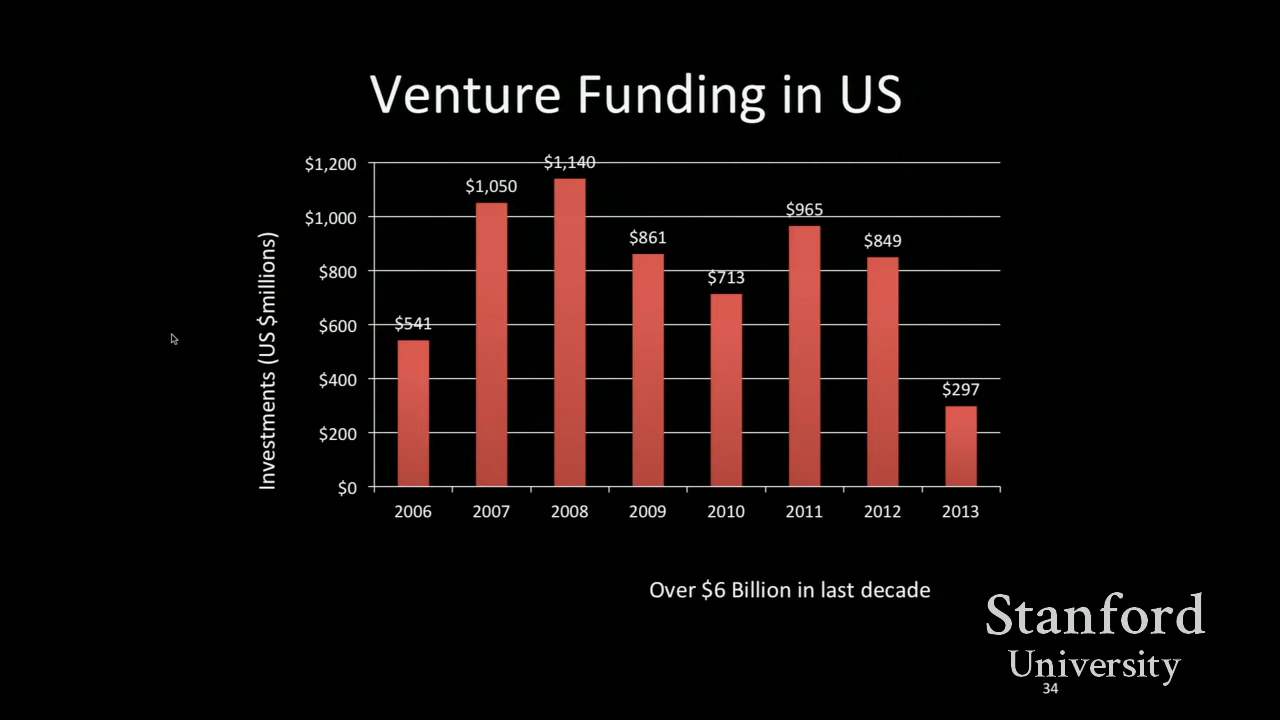 Venture Funding in US
Investments (US $millions)
$1,200
$1,000
$800
$600
$400
$200
$0
$541
$1,050
$1,140
$861
$713
$965
$849
$297
2006 2007 2008 2009 2010 2011 2012 2013
Over $6 Billion in last decade
Stanford
University
34